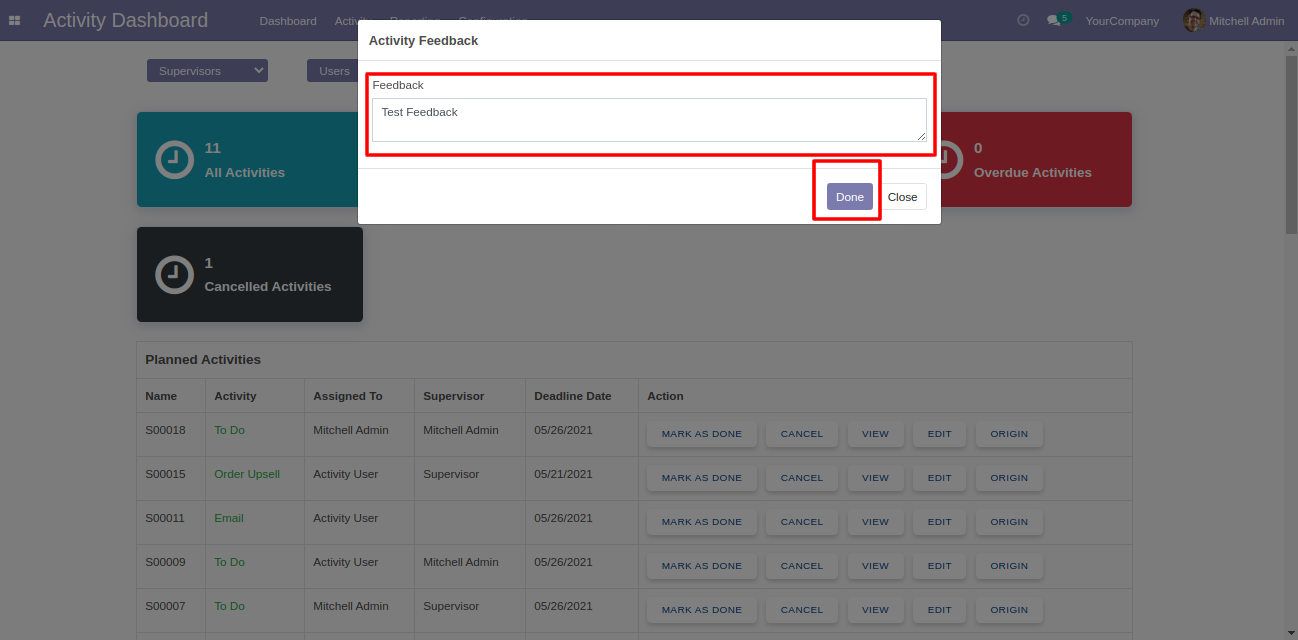 Activity Dashboard Dashboard 5 YourCompany Mitchell Admin
Activity Feedback
Supervisors Users
Feedback
Test Feedback
11
All Activities
0
Overdue Activities
Done Close
1
Cancelled Activities
Planned Activities
Name Activity Assigned To Supervisor Deadline Date Action
S00018 To Do Mitchell Admin Mitchell Admin 05/26/2021 MARK AS DONE CANCEL VIEW EDIT ORIGIN
S00015 Order Upsell Activity User Supervisor 05/21/2021 MARK AS DONE CANCEL VIEW EDIT ORIGIN
S00011 Email Activity User 05/26/2021 MARK AS DONE CANCEL VIEW EDIT ORIGIN
S00009 To Do Activity User Mitchell Admin 05/26/2021 MARK AS DONE CANCEL VIEW EDIT ORIGIN
S00007 To Do Mitchell Admin Supervisor 05/26/2021 MARK AS DONE CANCEL VIEW EDIT ORIGIN